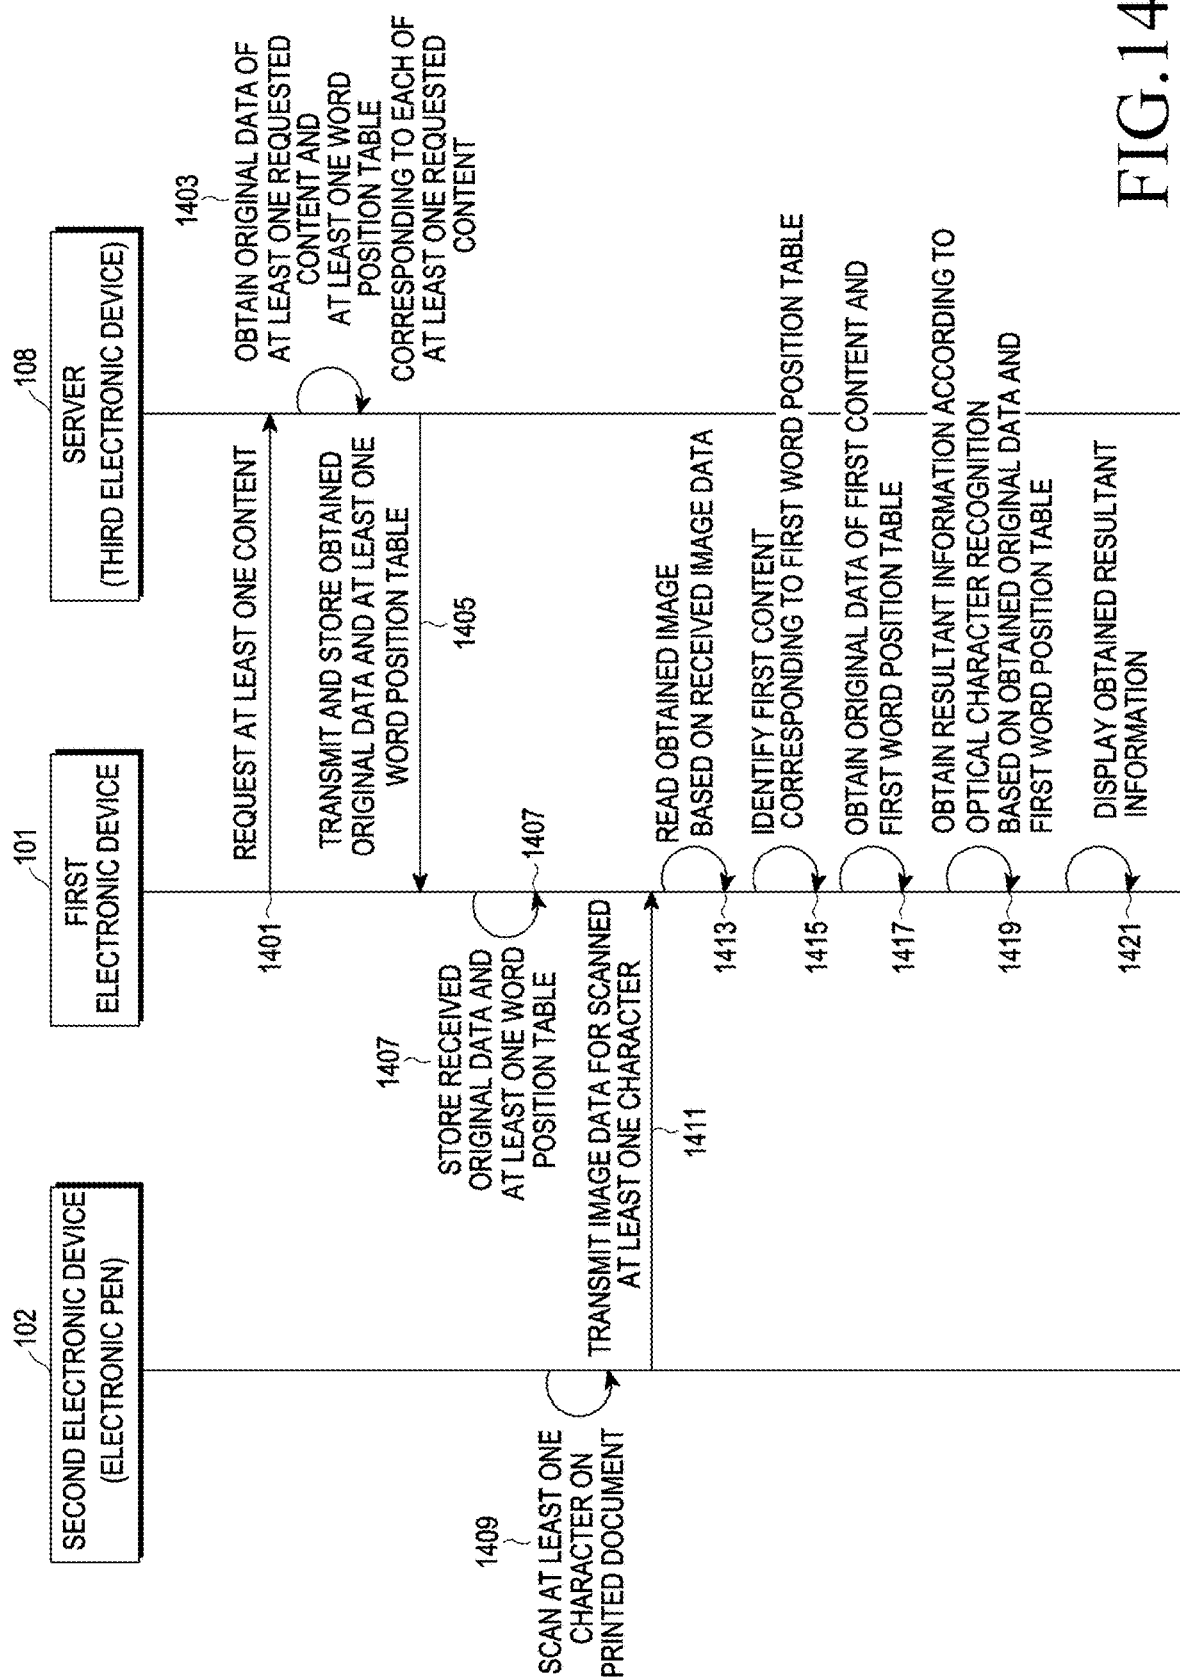 102
SECOND ELECTRONIC DEVICE
(ELECTRONIC PEN)
101
FIRST
ELECTRONIC DEVICE
108
SERVER
(THIRD ELECTRONIC DEVICE)
1401
REQUEST AT LEAST ONE CONTENT
1403
OBTAIN ORIGINAL DATA OF
AT LEAST ONE REQUESTED
CONTENT AND
AT LEAST ONE WORD
POSITION TABLE
CORRESPONDING TO EACH OF
AT LEAST ONE REQUESTED
CONTENT
TRANSMIT AND STORE OBTAINED
ORIGINAL DATA AND AT LEAST ONE
WORD POSITION TABLE
1405
1407
STORE RECEIVED
ORIGINAL DATA AND
AT LEAST ONE WORD
POSITION TABLE
1407
1409
SCAN AT LEAST ONE
CHARACTER ON
PRINTED DOCUMENT
TRANSMIT IMAGE DATA FOR SCANNED
AT LEAST ONE CHARACTER
1411
READ OBTAINED IMAGE
BASED ON RECEIVED IMAGE DATA
1413
IDENTIFY FIRST CONTENT
CORRESPONDING TO FIRST WORD POSITION TABLE
1415
OBTAIN ORIGINAL DATA OF FIRST CONTENT AND
FIRST WORD POSITION TABLE
1417
OBTAIN RESULTANT INFORMATION ACCORDING TO
OPTICAL CHARACTER RECOGNITION
BASED ON OBTAINED ORIGINAL DATA AND
FIRST WORD POSITION TABLE
1419
DISPLAY OBTAINED RESULTANT
INFORMATION
1421
FIG.14